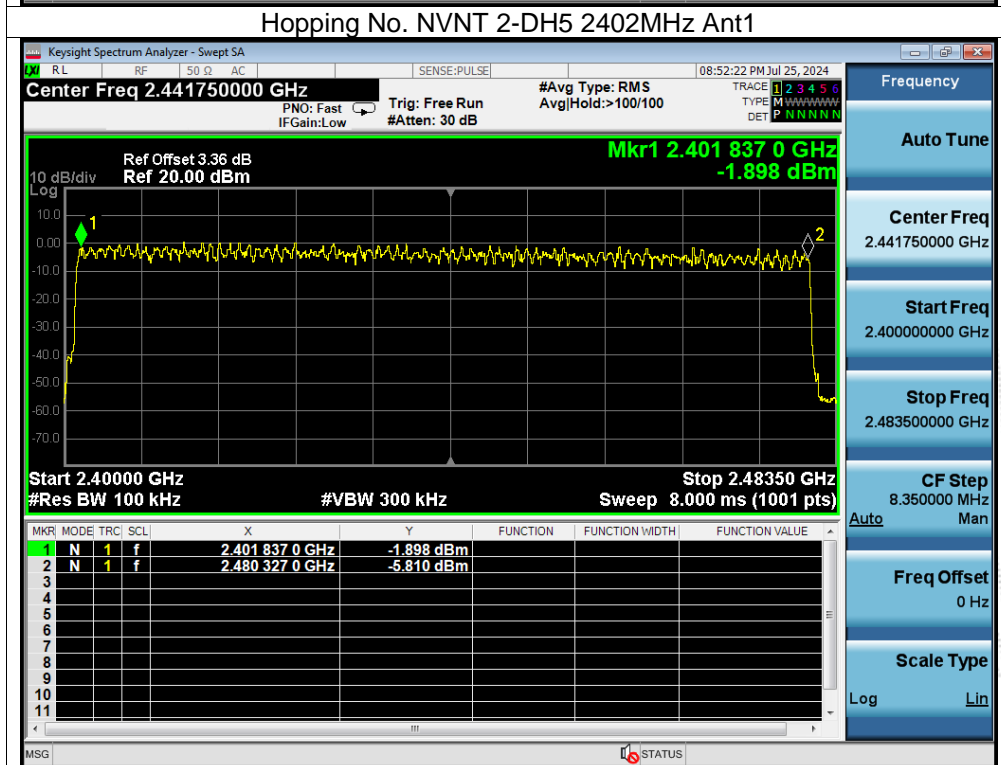 Hopping No. NVNT 2-DH5 2402MHz Ant1
Keysight Spectrum Analyzer - Swept SA
LXI RL RF 50 Ω AC SENSE:PULSE 08:52:22 PM Jul 25, 2024
Center Freq 2.441750000 GHz
PNO: Fast
IFGain:Low
Trig: Free Run
#Atten: 30 dB
#Avg Type: RMS
Avg|Hold:>100/100
TRACE 1 2 3 4 5 6
TYPE M WWWWW
DET P N N N N N
Mkr1 2.401 837 0 GHz
-1.898 dBm
Ref Offset 3.36 dB
10 dB/div Ref 20.00 dBm
Log
10.0
0.00
-10.0
-20.0
-30.0
-40.0
-50.0
-60.0
-70.0
1
2
Start 2.40000 GHz Stop 2.48350 GHz
#Res BW 100 kHz #VBW 300 kHz Sweep 8.000 ms (1001 pts)
MKR MODE TRC SCL X Y FUNCTION FUNCTION WIDTH FUNCTION VALUE
1 N 1 f 2.401 837 0 GHz -1.898 dBm
2 N 1 f 2.480 327 0 GHz -5.810 dBm
3
4
5
6
7
8
9
10
11
MSG STATUS
Frequency
Auto Tune
Center Freq
2.441750000 GHz
Start Freq
2.400000000 GHz
Stop Freq
2.483500000 GHz
CF Step
8.350000 MHz
Auto Man
Freq Offset
0 Hz
Scale Type
Log Lin